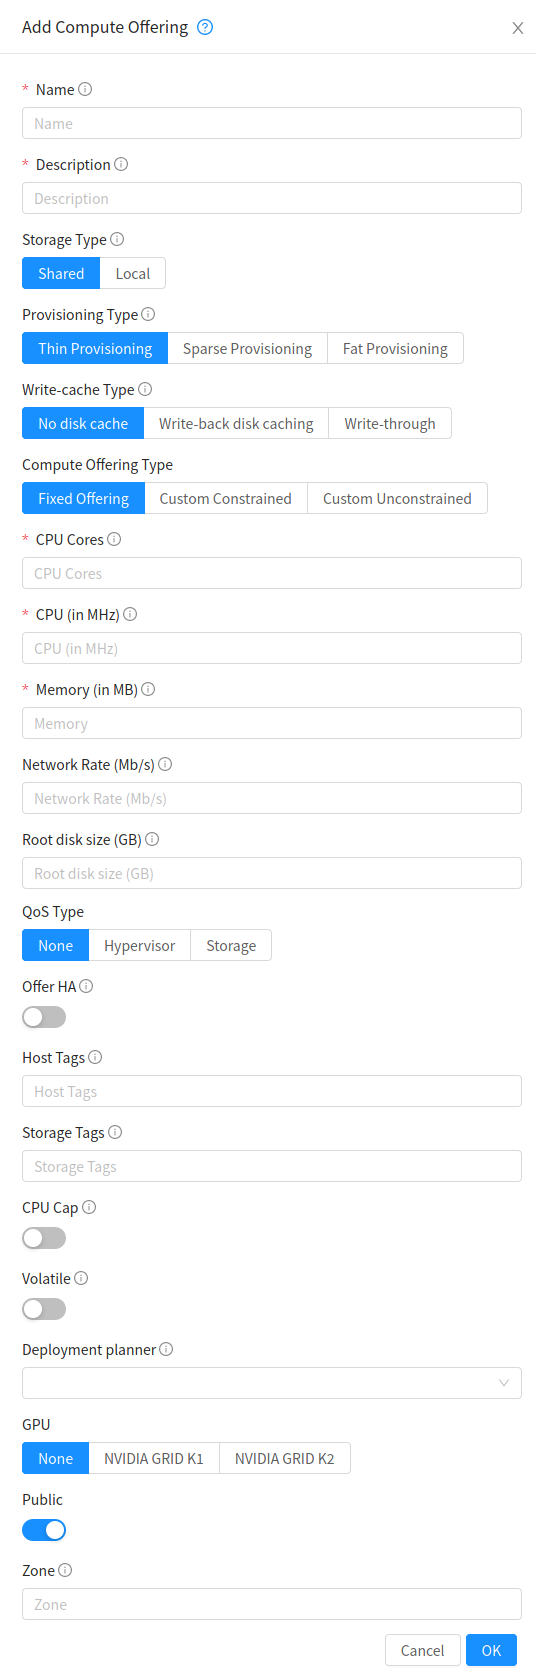 Add Compute Offering
* Name
Name
* Description
Description
Storage Type
Shared Local
Provisioning Type
Thin Provisioning Sparse Provisioning Fat Provisioning
Write-cache Type
No disk cache Write-back disk caching Write-through
Compute Offering Type
Fixed Offering Custom Constrained Custom Unconstrained
* CPU Cores
CPU Cores
* CPU (in MHz)
CPU (in MHz)
* Memory (in MB)
Memory
Network Rate (Mb/s)
Network Rate (Mb/s)
Root disk size (GB)
Root disk size (GB)
QoS Type
None Hypervisor Storage
Offer HA
Host Tags
Host Tags
Storage Tags
Storage Tags
CPU Cap
Volatile
Deployment planner
GPU
None NVIDIA GRID K1 NVIDIA GRID K2
Public
Zone
Zone
Cancel OK